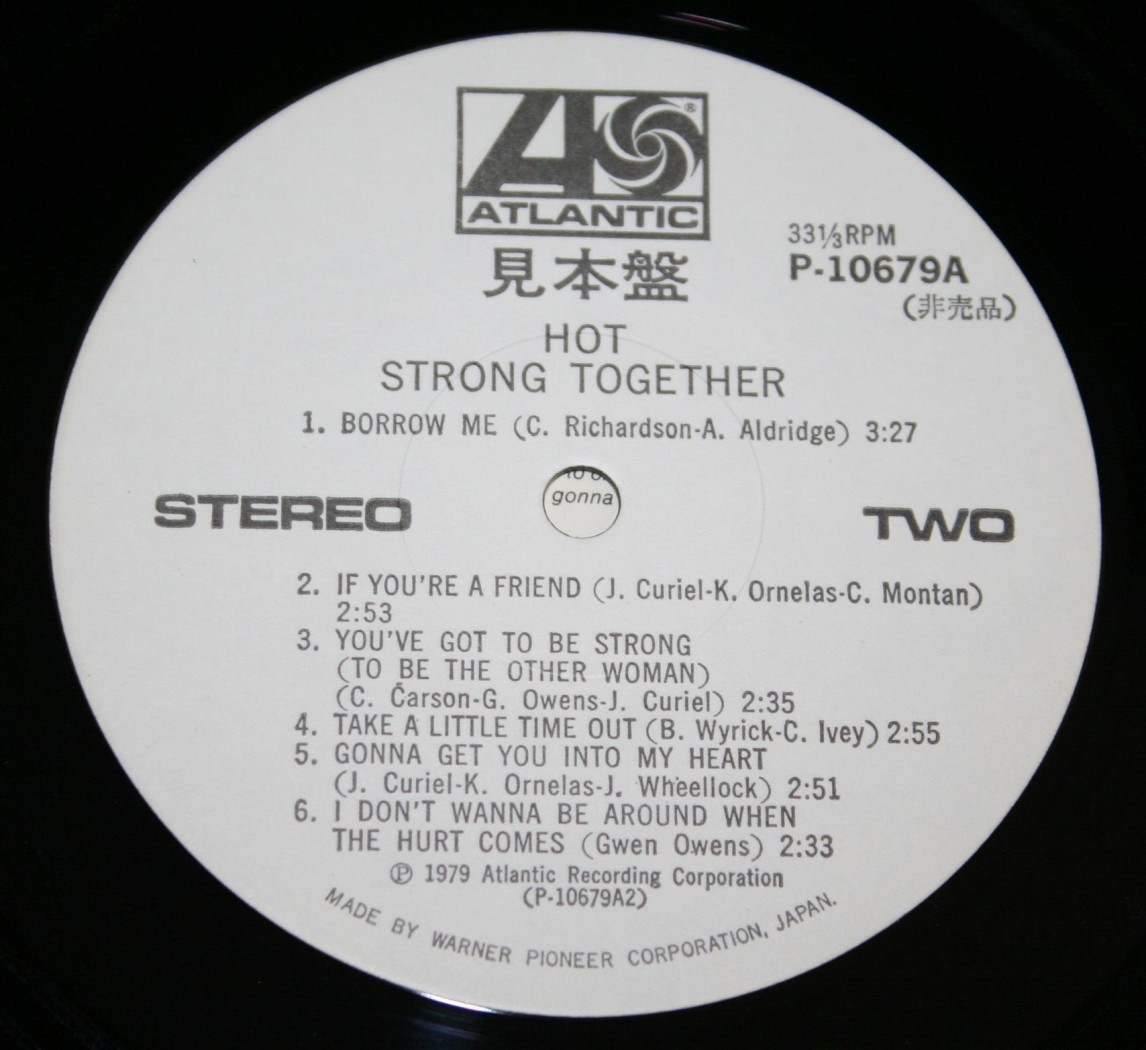 ATLANTIC
®
見本盤
33⅓RPM
P-10679A
(非売品)
HOT
STRONG TOGETHER
1. BORROW ME (C. Richardson-A. Aldridge) 3:27
gonna
STEREO
TWO
2. IF YOU'RE A FRIEND (J. Curiel-K. Ornelas-C. Montan)
2:53
3. YOU'VE GOT TO BE STRONG
(TO BE THE OTHER WOMAN)
(C. Carson-G. Owens-J. Curiel) 2:35
4. TAKE A LITTLE TIME OUT (B. Wyrick-C. Ivey) 2:55
5. GONNA GET YOU INTO MY HEART
(J. Curiel-K. Ornelas-J. Wheellock) 2:51
6. I DON'T WANNA BE AROUND WHEN
THE HURT COMES (Gwen Owens) 2:33
℗ 1979 Atlantic Recording Corporation
(P-10679A2)
MADE BY WARNER PIONEER CORPORATION, JAPAN.